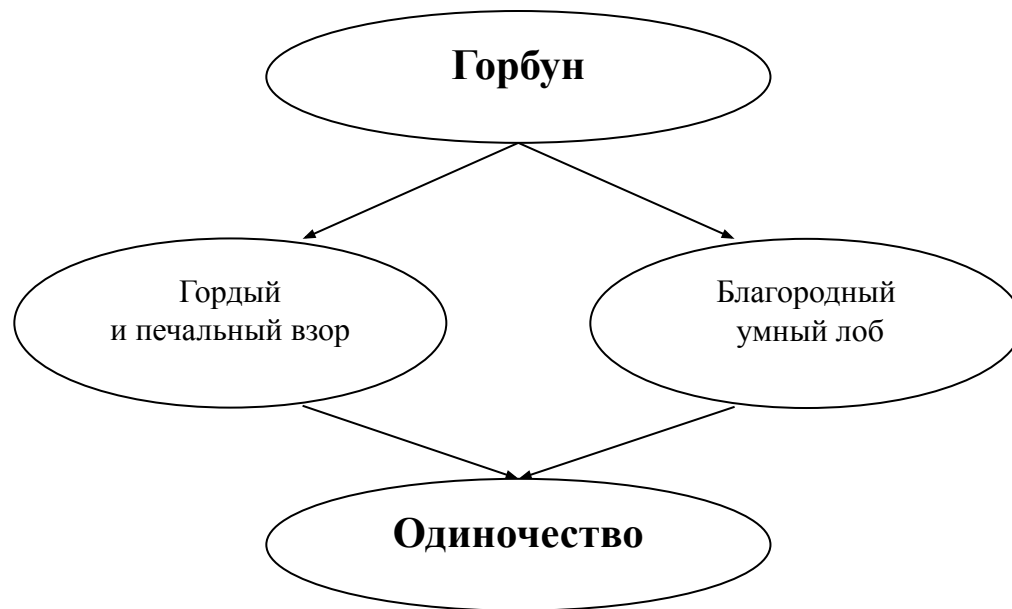 Горбун
Гордый
и печальный взор
Благородный
умный лоб
Одиночество